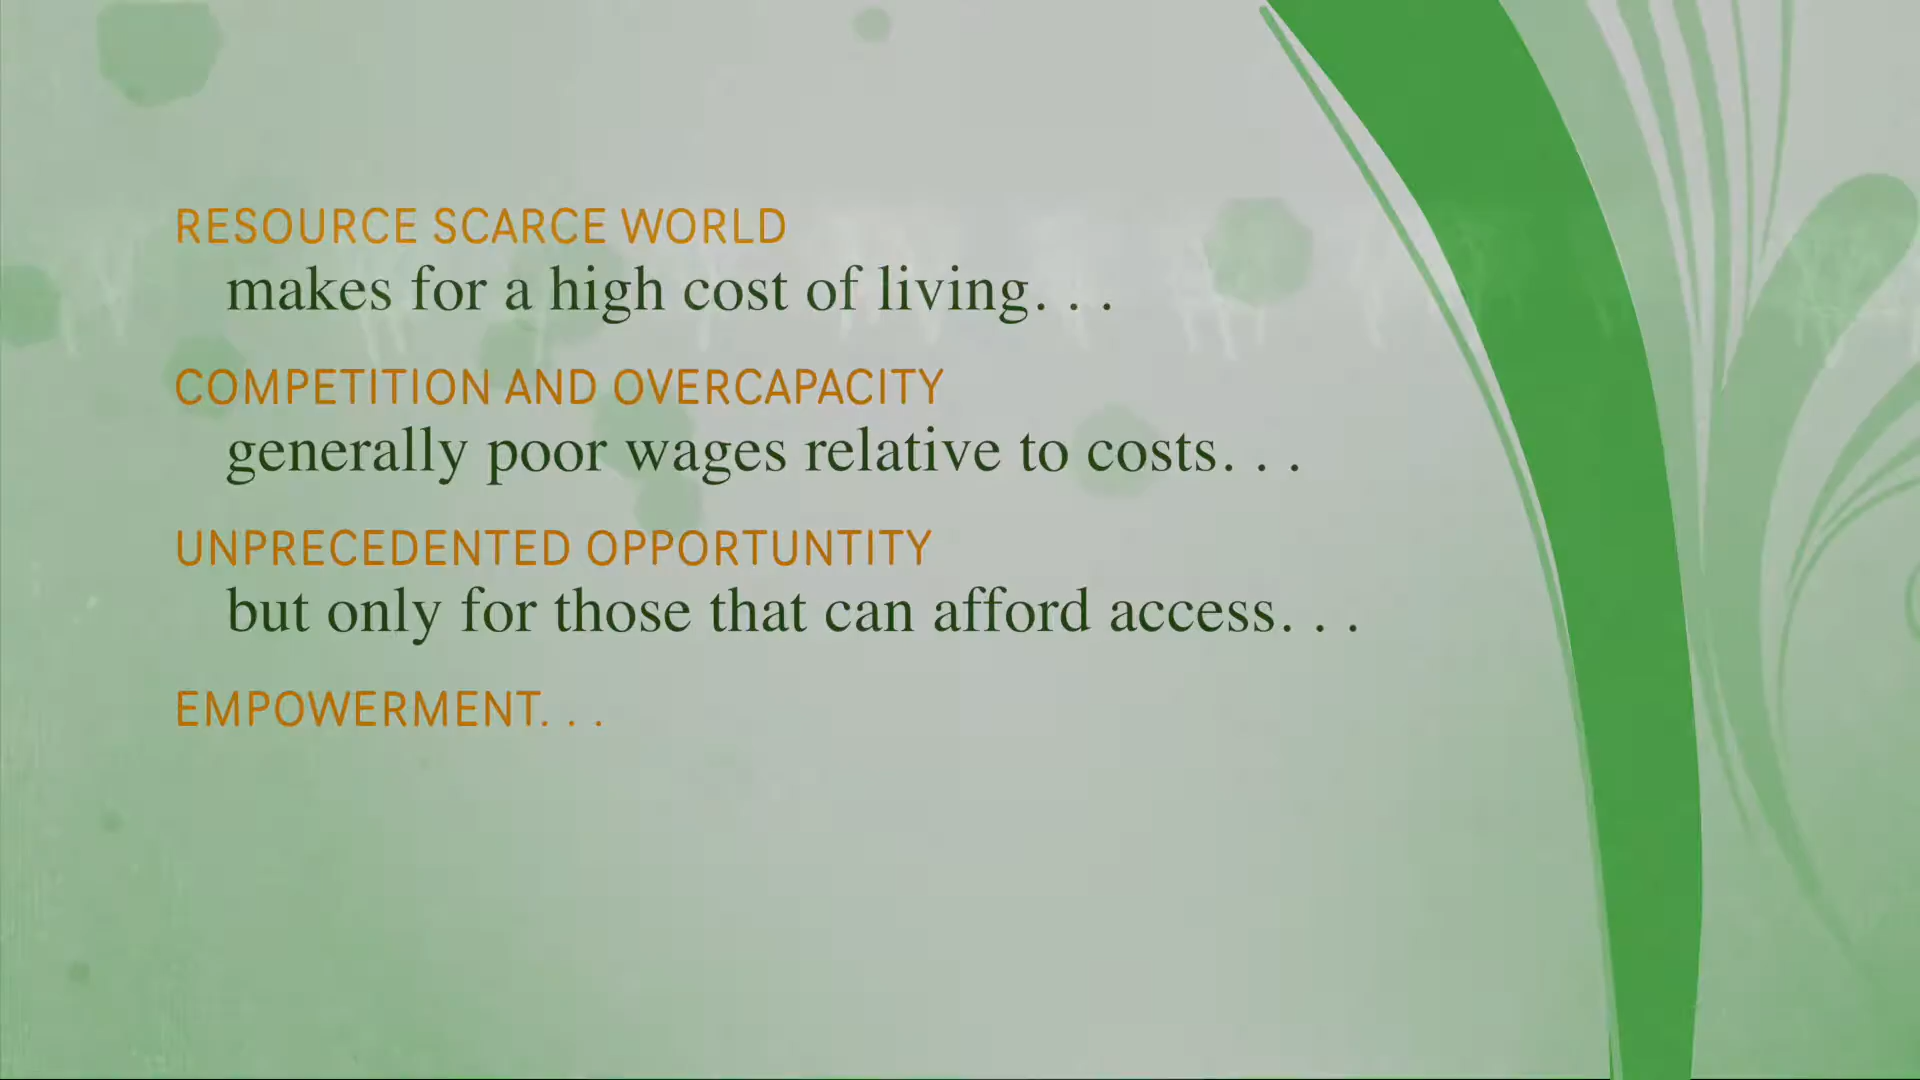 RESOURCE SCARCE WORLD
makes for a high cost of living. . .
COMPETITION AND OVERCAPACITY
generally poor wages relative to costs. . .
UNPRECEDENTED OPPORTUNTITY
but only for those that can afford access. . .
EMPOWERMENT. . .